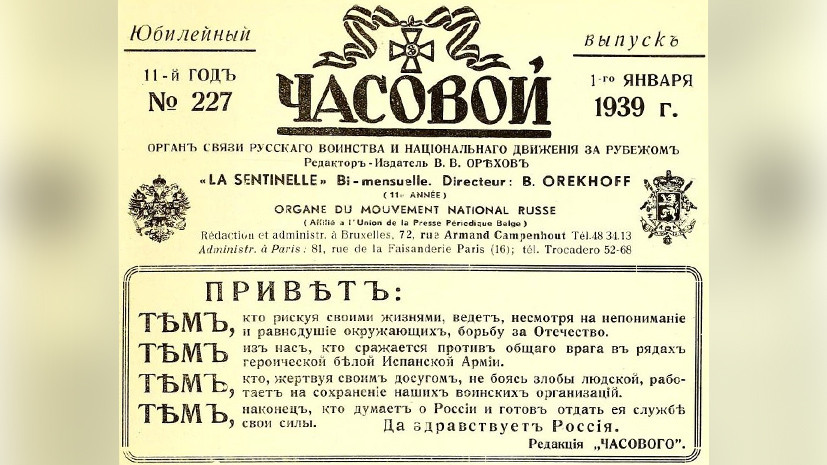 Юбилейный
выпускъ
11-й ГОДЪ
№ 227
ЧАСОВОЙ
1-го ЯНВАРЯ
1939 г.
ОРГАНЪ СВЯЗИ РУССКАГО ВОИНСТВА И НАЦІОНАЛЬНАГО ДВИЖЕНІЯ ЗА РУБЕЖОМЪ
Редакторъ-Издатель В. В. ОРѢХОВЪ
«LA SENTINELLE» Bi-mensuelle. Directeur: B. OREKHOFF
(11e ANNÉE)
ORGANE DU MOUVEMENT NATIONAL RUSSE
(Affilié à l'Union de la Presse Périodique Belge)
Rédaction et administr. à Bruxelles, 72, rue Armand Campenhout Tél. 48 34.13
Administr. à Paris: 81, rue de la Faisanderie Paris (16); tél. Trocadero 52-68
ПРИВѢТЪ:
ТѢМЪ, кто рискуя своими жизнями, ведетъ, несмотря на непониманіе
и равнодушіе окружающихъ, борьбу за Отечество.
ТѢМЪ изъ насъ, кто сражается противъ общаго врага въ рядахъ
героической бѣлой Испанской Арміи.
ТѢМЪ, кто, жертвуя своимъ досугомъ, не боясь злобы людской, рабо-
таетъ на сохраненіе нашихъ воинскихъ организацій.
ТѢМЪ, наконецъ, кто думаетъ о Россіи и готовъ отдать ея службѣ
свои силы. Да здравствуетъ Россія.
Редакція „ЧАСОВОГО".